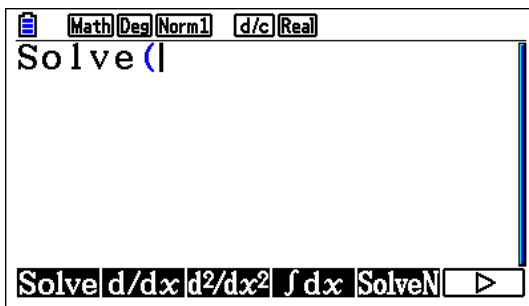 Math Deg Norm1 d/c Real
Solve(
Solve d/dx d²/dx² ∫dx SolveN ▷